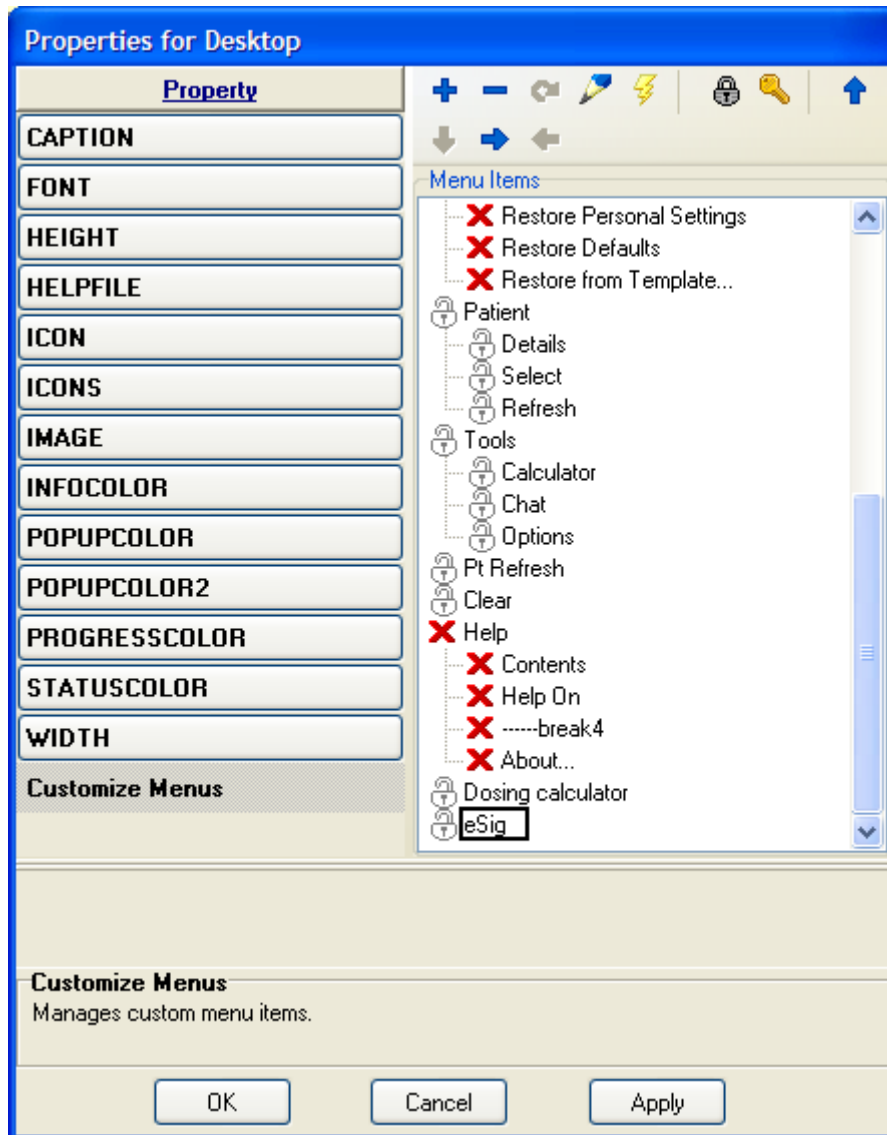 Properties for Desktop
Property
CAPTION
FONT
HEIGHT
HELPFILE
ICON
ICONS
IMAGE
INFOCOLOR
POPUPCOLOR
POPUPCOLOR2
PROGRESSCOLOR
STATUSCOLOR
WIDTH
Customize Menus
Menu Items
Restore Personal Settings
Restore Defaults
Restore from Template...
Patient
Details
Select
Refresh
Tools
Calculator
Chat
Options
Pt Refresh
Clear
Help
Contents
Help On
------break4
About...
Dosing calculator
eSig
Customize Menus
Manages custom menu items.
OK
Cancel
Apply